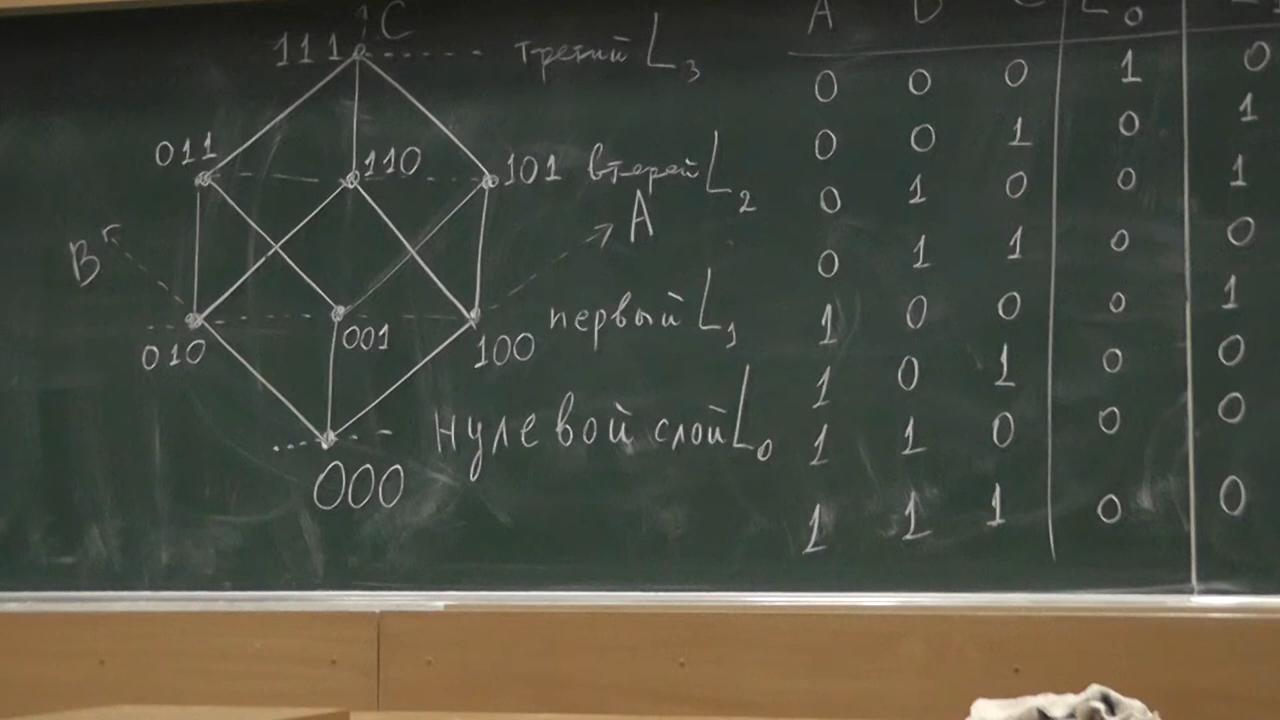 C
111 третий L3
011 110 101 второй L2
B A
010 001 100 первый L1
000 нулевой слой L0
A B C L0
0 0 0 1 0
0 0 1 0 1
0 1 0 0 1
0 1 1 0 0
1 0 0 0 1
1 0 1 0 0
1 1 0 0 0
1 1 1 0 0